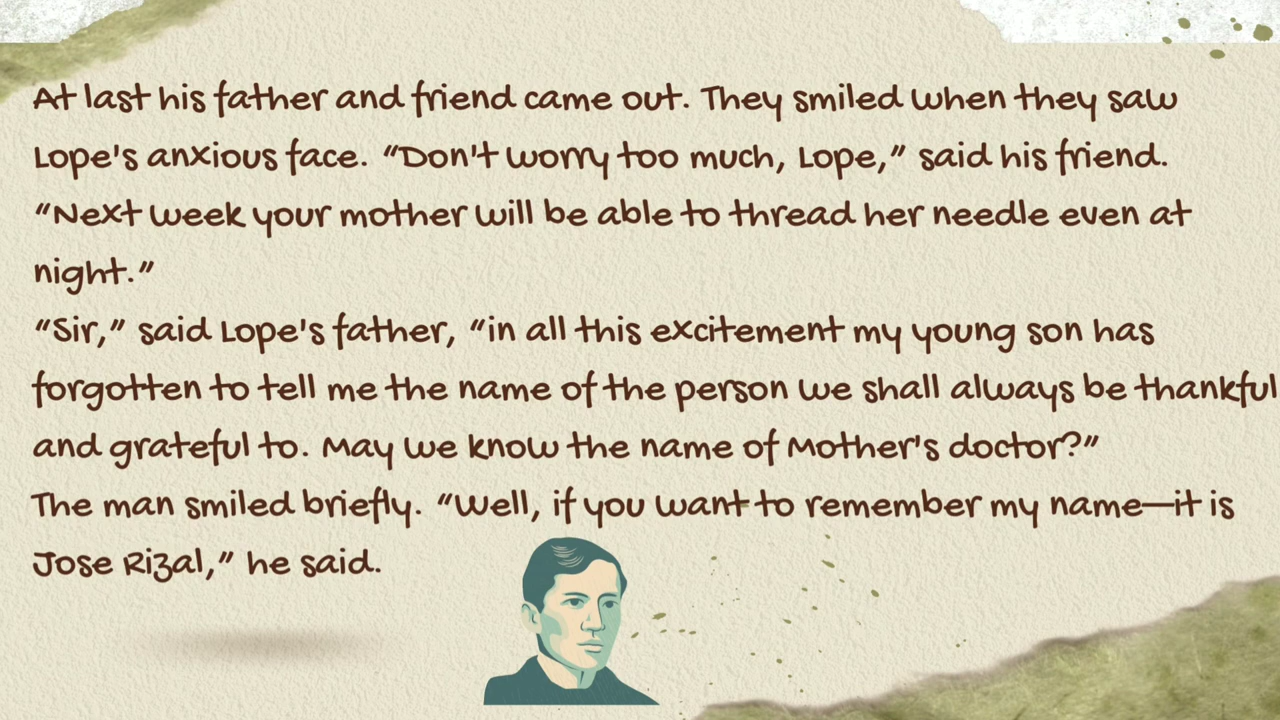 At last his father and friend came out. They smiled when they saw
Lope's anxious face. “Don't worry too much, Lope,” said his friend.
“Next week your mother will be able to thread her needle even at
night.”
“Sir,” said Lope's father, “in all this excitement my young son has
forgotten to tell me the name of the person we shall always be thankful
and grateful to. May we know the name of Mother's doctor?”
The man smiled briefly. “Well, if you want to remember my name—it is
Jose Rizal,” he said.